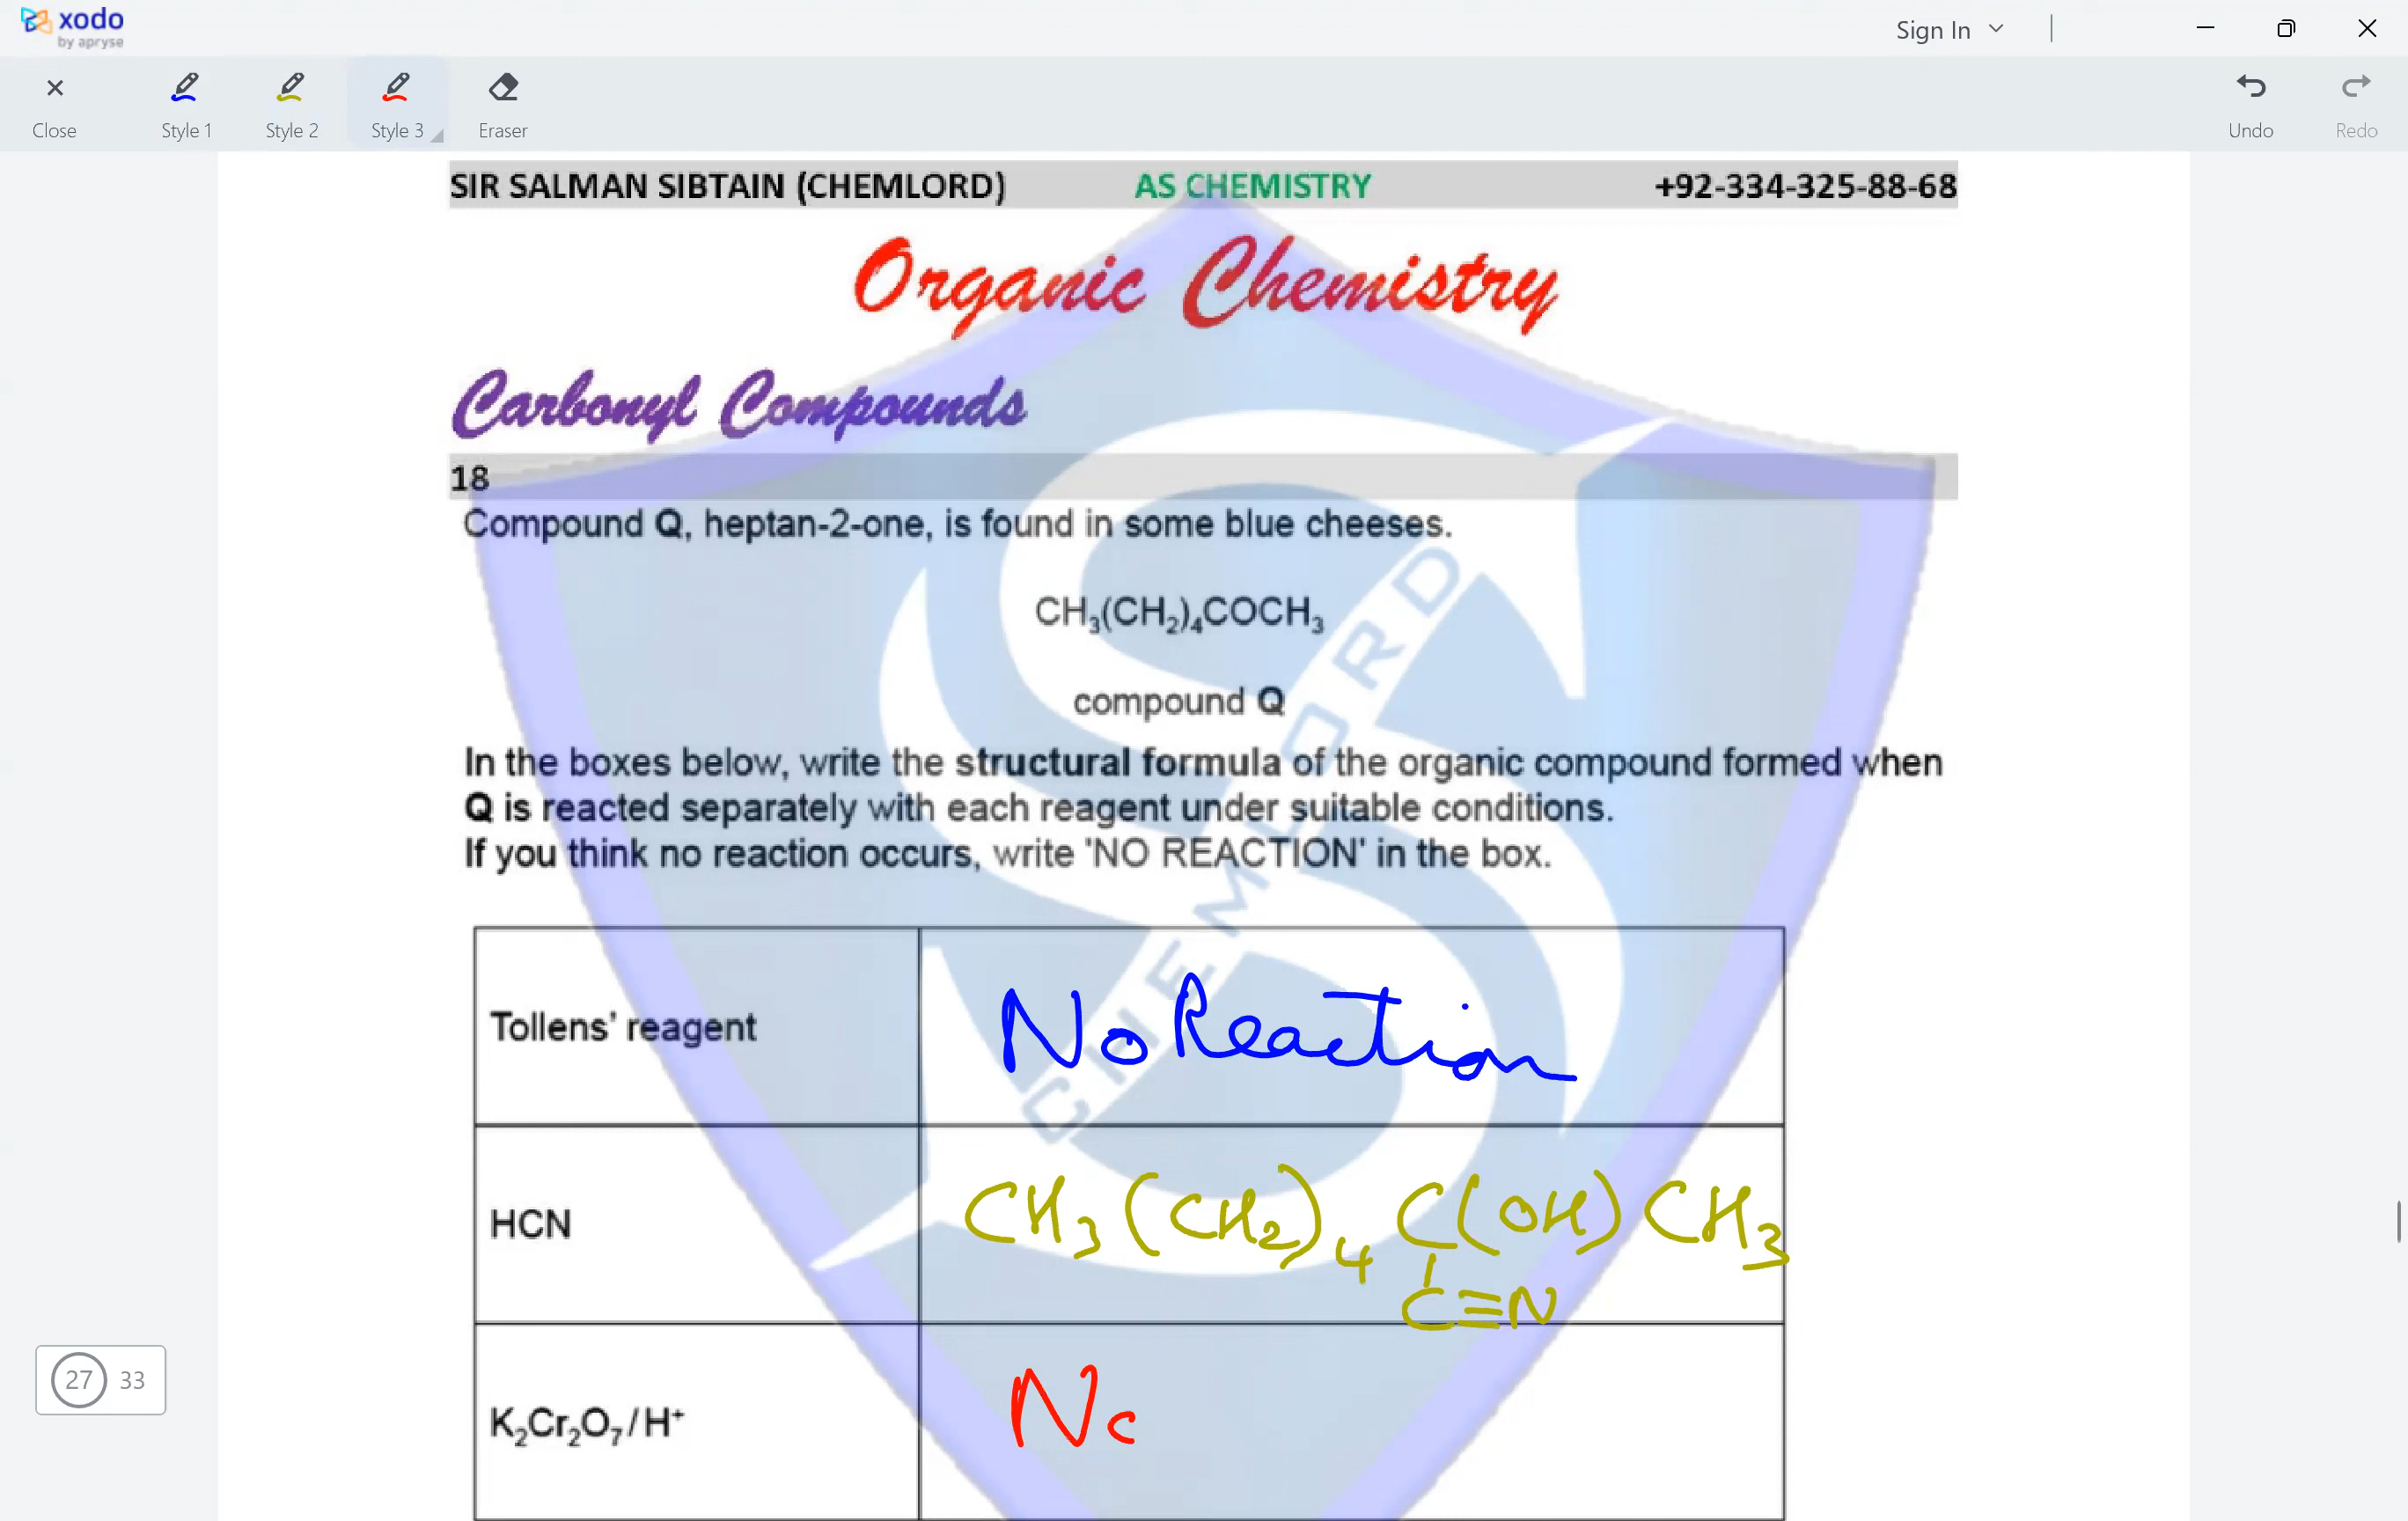 xodo
by apryse
Sign In
Close
Style 1
Style 2
Style 3
Eraser
Undo
Redo
SIR SALMAN SIBTAIN (CHEMLORD) AS CHEMISTRY +92-334-325-88-68
Organic Chemistry
Carbonyl Compounds
18
Compound Q, heptan-2-one, is found in some blue cheeses.
CH₃(CH₂)₄COCH₃
compound Q
In the boxes below, write the structural formula of the organic compound formed when
Q is reacted separately with each reagent under suitable conditions.
If you think no reaction occurs, write 'NO REACTION' in the box.
CHEMLORD
Tollens' reagent
No Reaction
HCN
CH₃(CH₂)₄C(OH)CH₃
C≡N
K₂Cr₂O₇/H⁺
Nc
27 33